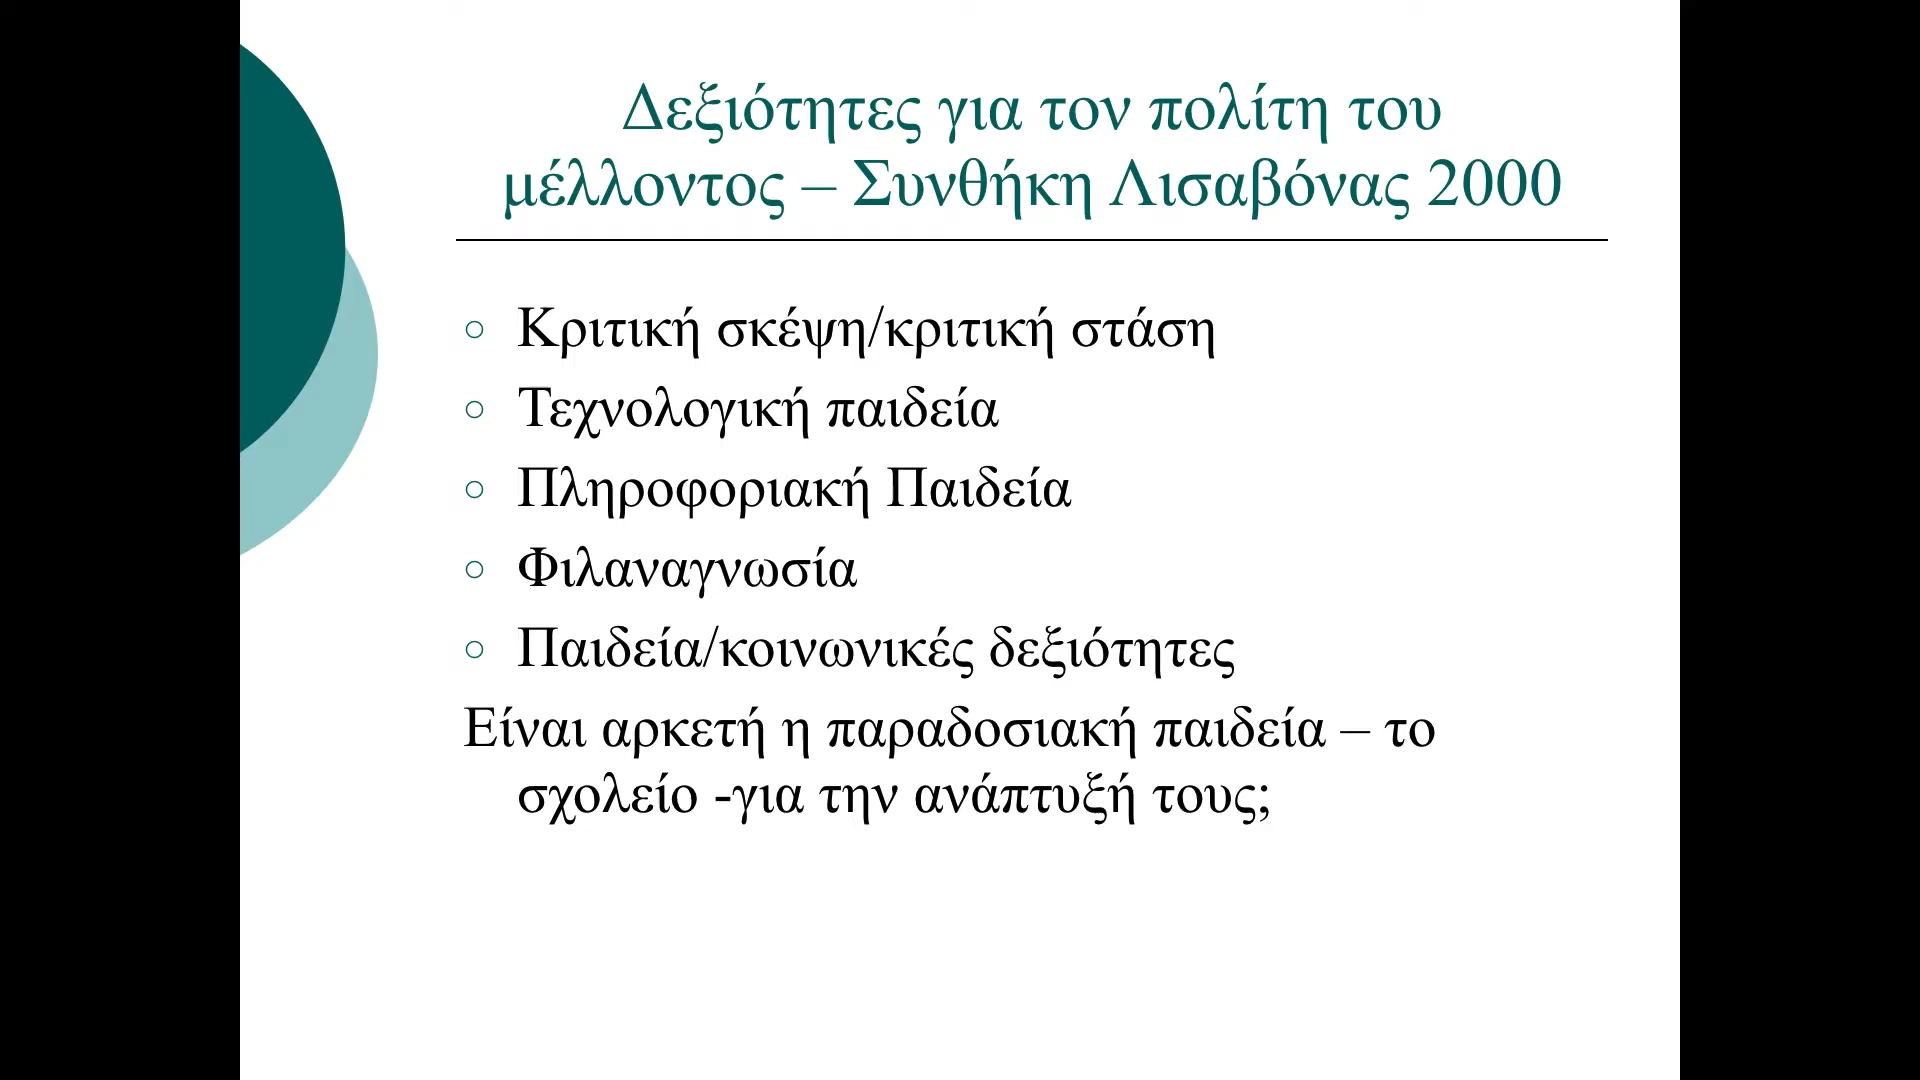 Δεξιότητες για τον πολίτη του
μέλλοντος – Συνθήκη Λισαβόνας 2000
○ Κριτική σκέψη/κριτική στάση
○ Τεχνολογική παιδεία
○ Πληροφοριακή Παιδεία
○ Φιλαναγνωσία
○ Παιδεία/κοινωνικές δεξιότητες
Είναι αρκετή η παραδοσιακή παιδεία – το
σχολείο -για την ανάπτυξή τους;